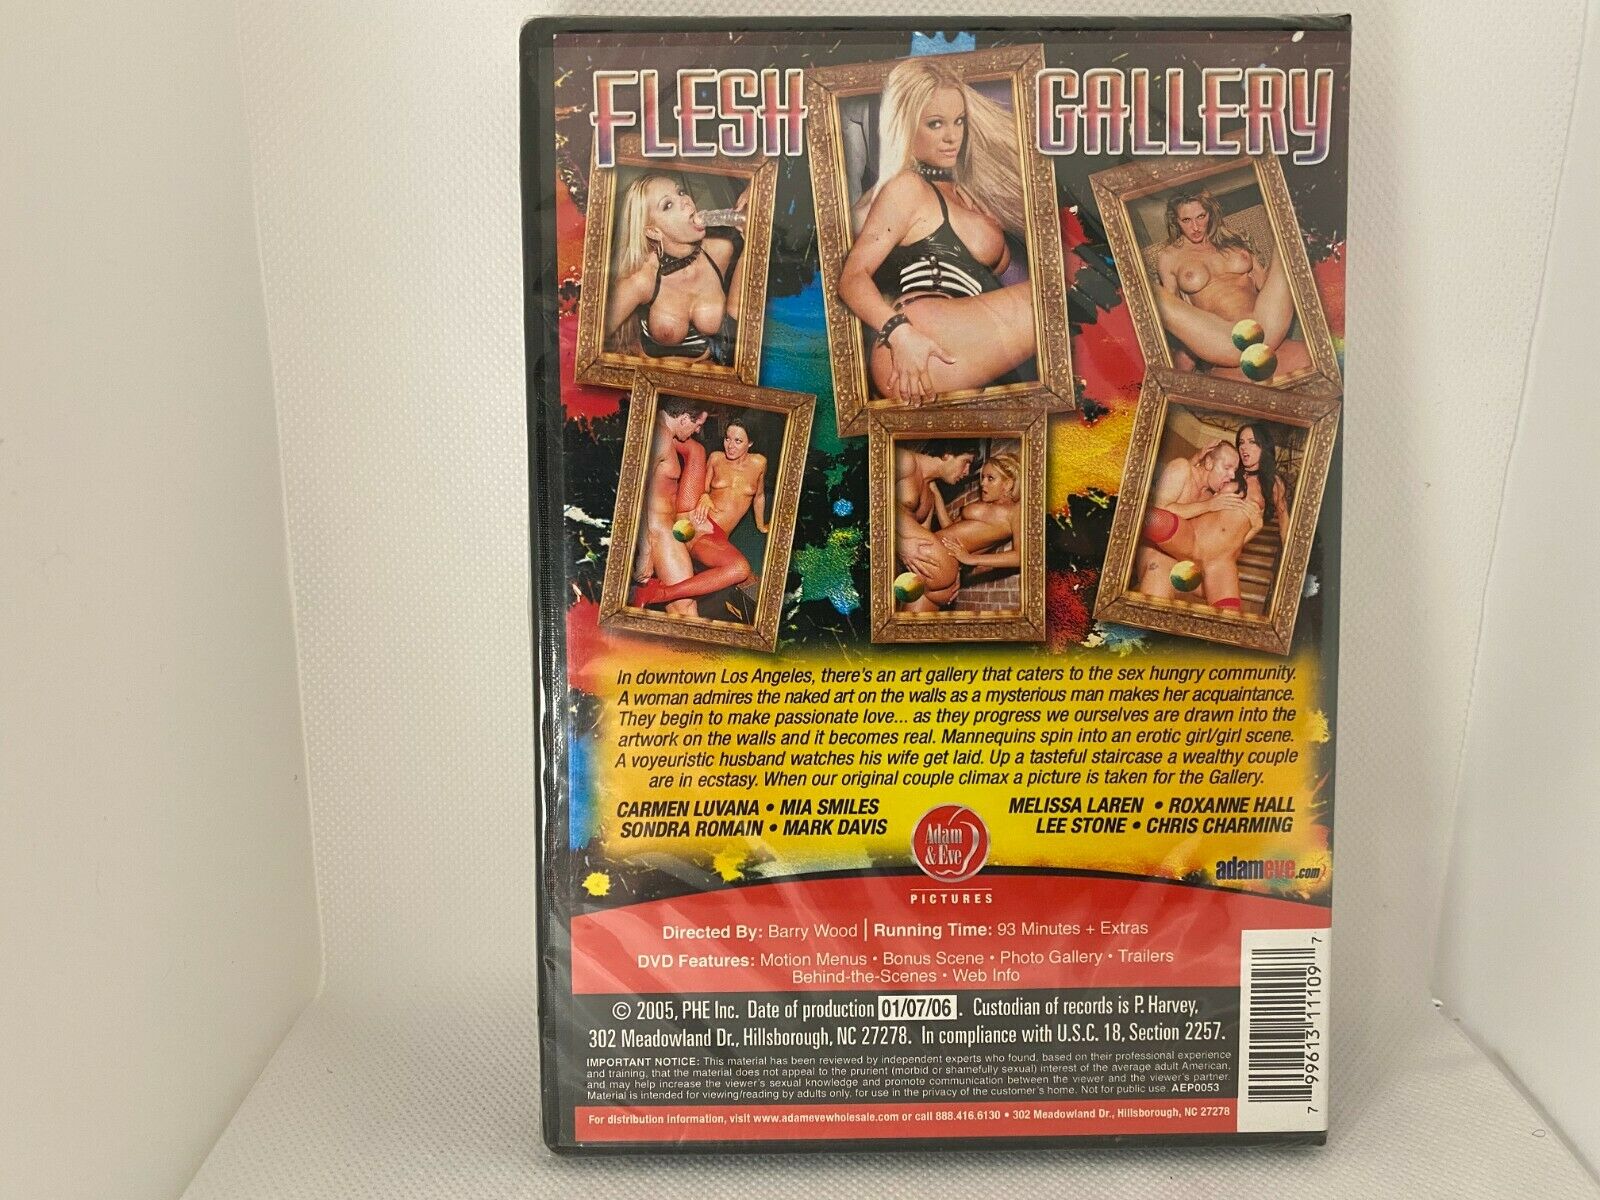 FLESH GALLERY
In downtown Los Angeles, there's an art gallery that caters to the sex hungry community.
A woman admires the naked art on the walls as a mysterious man makes her acquaintance.
They begin to make passionate love... as they progress we ourselves are drawn into the
artwork on the walls and it becomes real. Mannequins spin into an erotic girl/girl scene.
A voyeuristic husband watches his wife get laid. Up a tasteful staircase a wealthy couple
are in ecstasy. When our original couple climax a picture is taken for the Gallery.
CARMEN LUVANA • MIA SMILES
SONDRA ROMAIN • MARK DAVIS
MELISSA LAREN • ROXANNE HALL
LEE STONE • CHRIS CHARMING
Adam
& Eve
PICTURES
adameve.com
Directed By: Barry Wood | Running Time: 93 Minutes + Extras
DVD Features: Motion Menus • Bonus Scene • Photo Gallery • Trailers
Behind-the-Scenes • Web Info
© 2005, PHE Inc. Date of production 01/07/06. Custodian of records is P. Harvey,
302 Meadowland Dr., Hillsborough, NC 27278. In compliance with U.S.C. 18, Section 2257.
IMPORTANT NOTICE: This material has been reviewed by independent experts who found, based on their professional experience
and training, that the material does not appeal to the prurient (morbid or shamefully sexual) interest of the average adult American,
and may help increase the viewer's sexual knowledge and promote communication between the viewer and the viewer's partner.
Material is intended for viewing/reading by adults only, for use in the privacy of the customer's home. Not for public use. AEP0053
For distribution information, visit www.adamevewholesale.com or call 888.416.6130 • 302 Meadowland Dr., Hillsborough, NC 27278
7 99613 11109 7